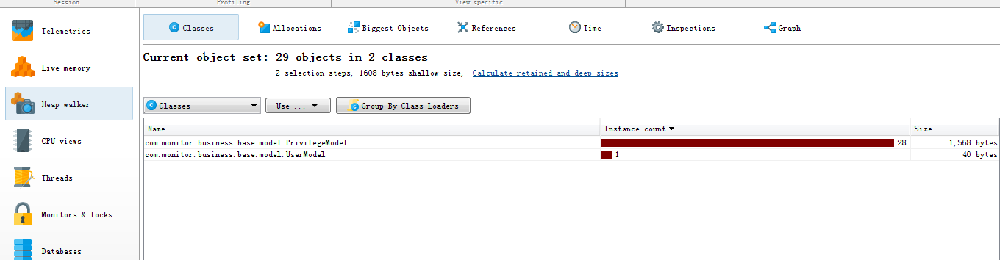 Session Profiling View specific
Telemetries
Live memory
Heap walker
CPU views
Threads
Monitors & locks
Databases
Classes Allocations Biggest Objects References Time Inspections Graph
Current object set: 29 objects in 2 classes
2 selection steps, 1608 bytes shallow size, Calculate retained and deep sizes
Classes Use ... Group By Class Loaders
Name Instance count Size
com.monitor.business.base.model.PrivilegeModel 28 1,568 bytes
com.monitor.business.base.model.UserModel 1 40 bytes